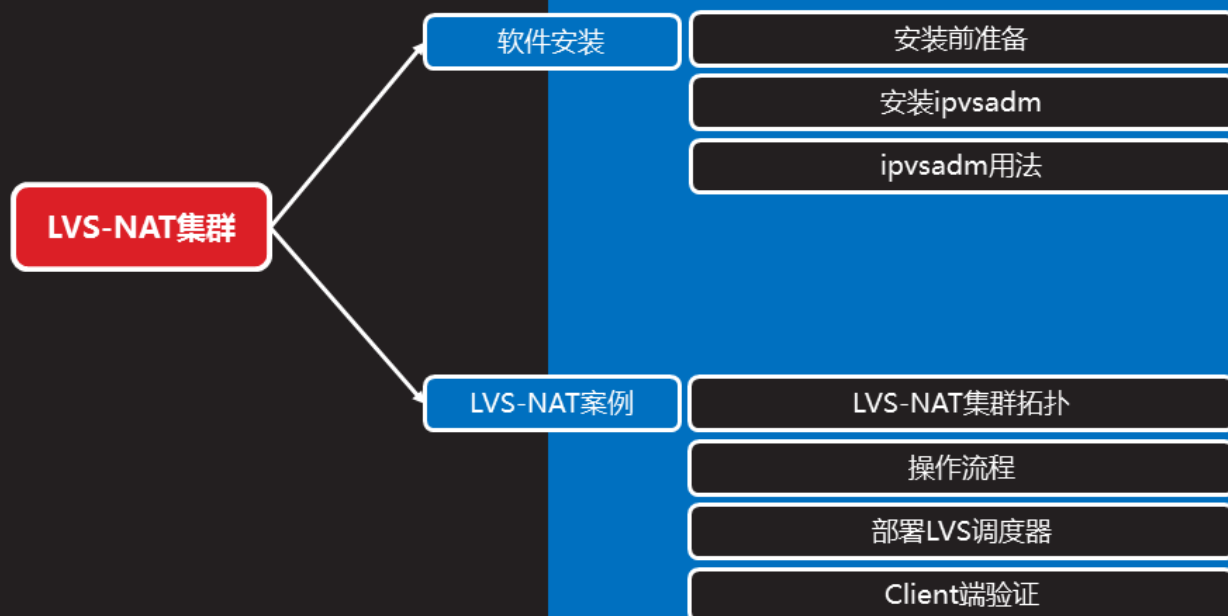 LVS-NAT集群
软件安装
安装前准备
安装ipvsadm
ipvsadm用法
LVS-NAT案例
LVS-NAT集群拓扑
操作流程
部署LVS调度器
Client端验证